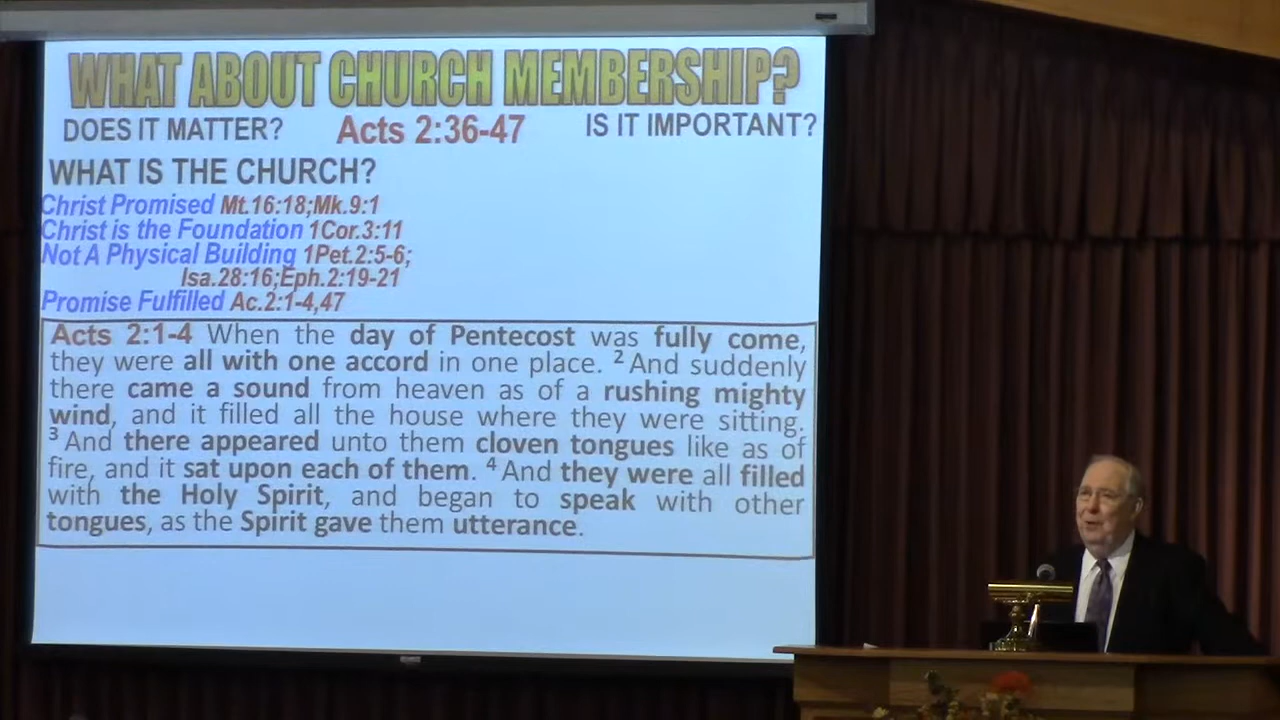 WHAT ABOUT CHURCH MEMBERSHIP?
DOES IT MATTER? Acts 2:36-47 IS IT IMPORTANT?
WHAT IS THE CHURCH?
Christ Promised Mt.16:18;Mk.9:1
Christ is the Foundation 1Cor.3:11
Not A Physical Building 1Pet.2:5-6;
Isa.28:16;Eph.2:19-21
Promise Fulfilled Ac.2:1-4,47
Acts 2:1-4 When the day of Pentecost was fully come,
they were all with one accord in one place. 2 And suddenly
there came a sound from heaven as of a rushing mighty
wind, and it filled all the house where they were sitting.
3 And there appeared unto them cloven tongues like as of
fire, and it sat upon each of them. 4 And they were all filled
with the Holy Spirit, and began to speak with other
tongues, as the Spirit gave them utterance.